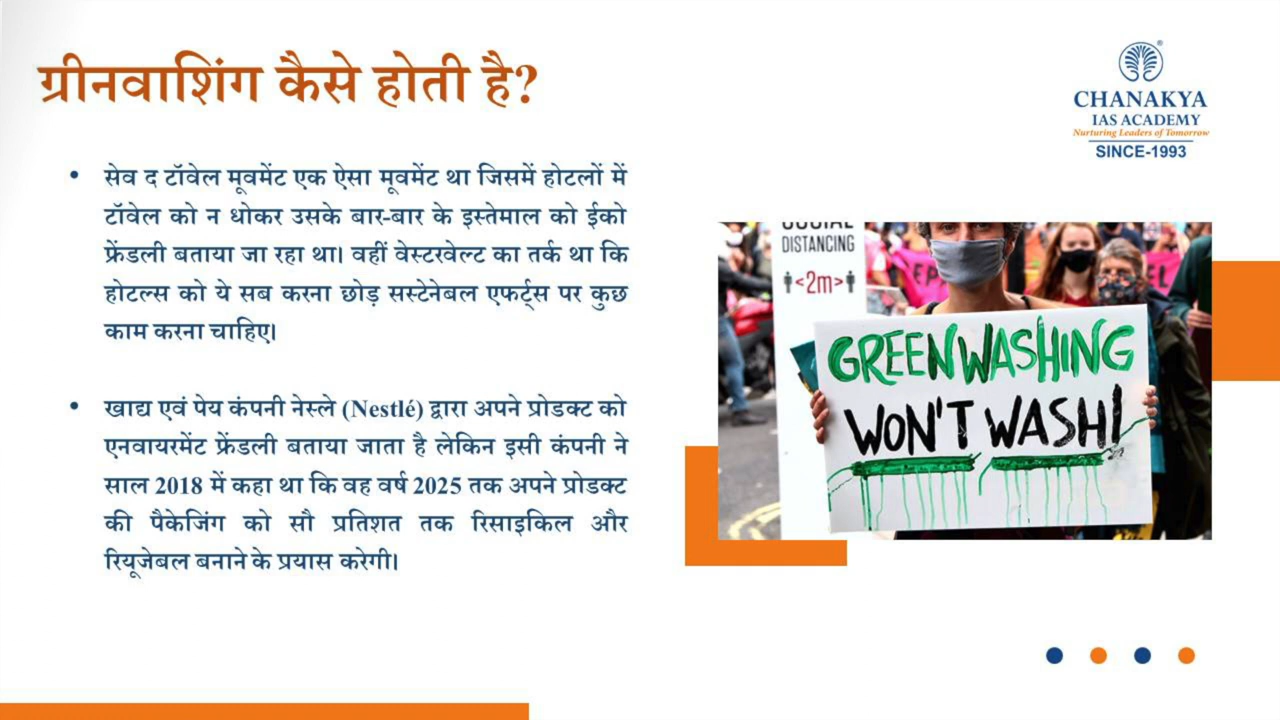 ग्रीनवाशिंग कैसे होती है?
CHANAKYA
IAS ACADEMY
Nurturing Leaders of Tomorrow
SINCE-1993
• सेव द टॉवेल मूवमेंट एक ऐसा मूवमेंट था जिसमें होटलों में
टॉवेल को न धोकर उसके बार-बार के इस्तेमाल को ईको
फ्रेंडली बताया जा रहा था। वहीं वेस्टरवेल्ट का तर्क था कि
होटल्स को ये सब करना छोड़ सस्टेनेबल एफर्ट्स पर कुछ
काम करना चाहिए।
• खाद्य एवं पेय कंपनी नेस्ले (Nestlé) द्वारा अपने प्रोडक्ट को
एनवायरमेंट फ्रेंडली बताया जाता है लेकिन इसी कंपनी ने
साल 2018 में कहा था कि वह वर्ष 2025 तक अपने प्रोडक्ट
की पैकेजिंग को सौ प्रतिशत तक रिसाइकिल और
रियूजेबल बनाने के प्रयास करेगी।
SOCIAL
DISTANCING
<2m>
GREENWASHING
WON'T WASH!